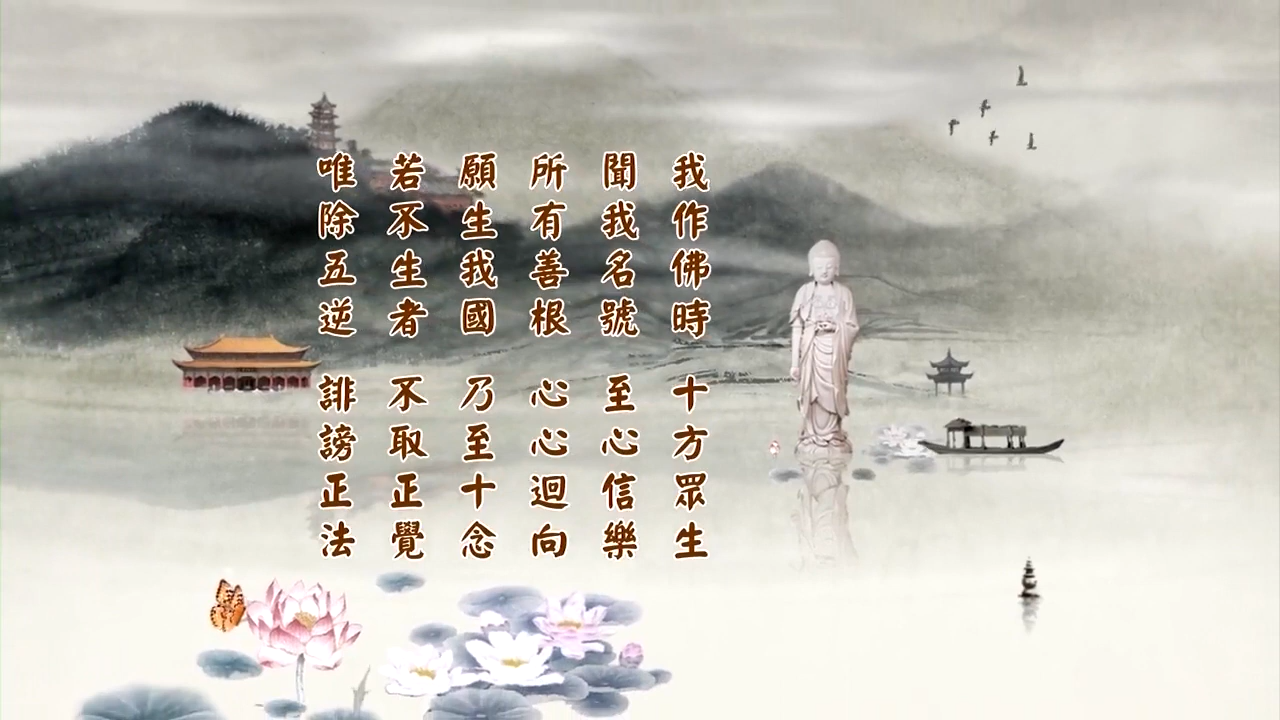 我作佛時 十方眾生
聞我名號 至心信樂
所有善根 心心迴向
願生我國 乃至十念
若不生者 不取正覺
唯除五逆 誹謗正法